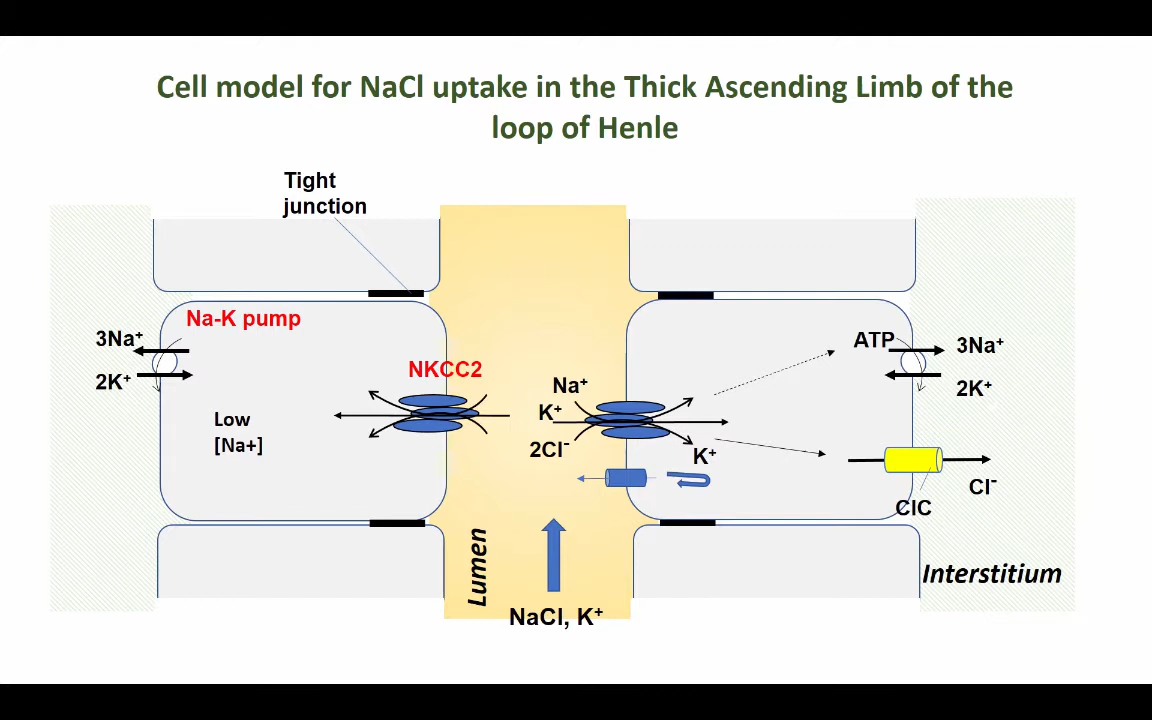 Cell model for NaCl uptake in the Thick Ascending Limb of the
loop of Henle
Tight
junction
Na-K pump
3Na⁺
2K⁺
Low
[Na+]
NKCC2
Na⁺
K⁺
2Cl⁻
K⁺
ATP
3Na⁺
2K⁺
Cl⁻
ClC
Lumen
Interstitium
NaCl, K⁺